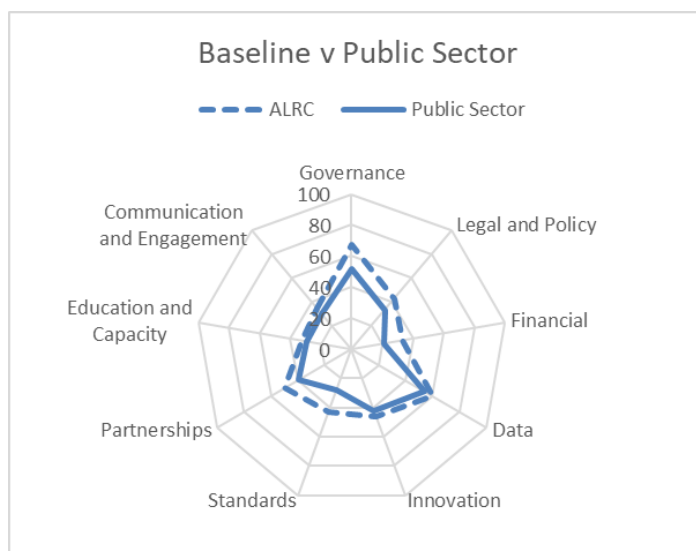 Baseline v Public Sector
ALRC
Public Sector
Governance
100
80
60
40
20
0
Legal and Policy
Financial
Data
Innovation
Standards
Partnerships
Education and
Capacity
Communication
and Engagement